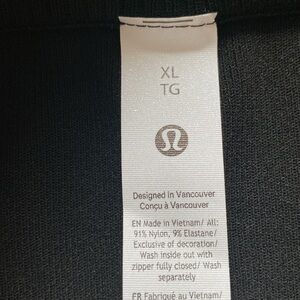 XL
TG
Designed in Vancouver
Conçu à Vancouver
EN Made in Vietnam/ All:
91% Nylon, 9% Elastane/
Exclusive of decoration/
Wash inside out with
zipper fully closed/ Wash
separately
FR Fabriqué au Vietnam/